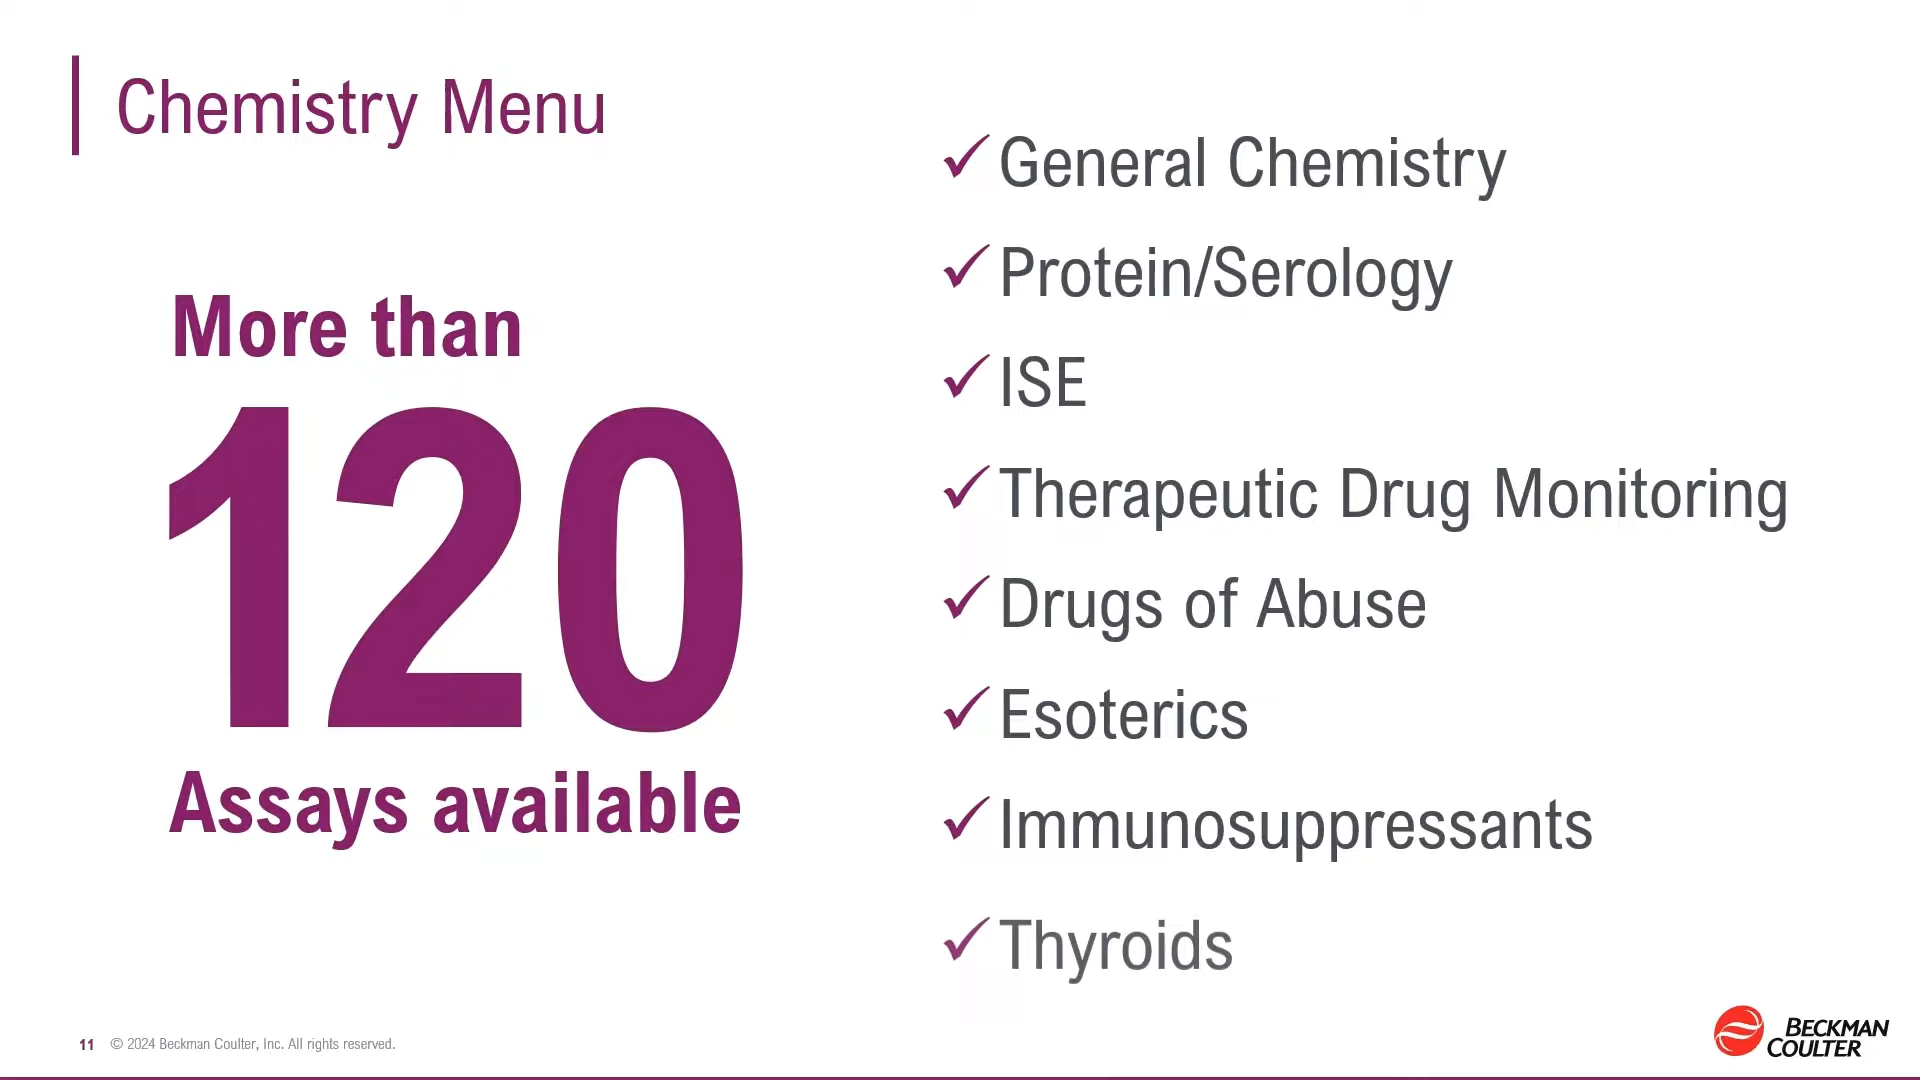 Chemistry Menu
More than
120
Assays available
✓ General Chemistry
✓ Protein/Serology
✓ ISE
✓ Therapeutic Drug Monitoring
✓ Drugs of Abuse
✓ Esoterics
✓ Immunosuppressants
✓ Thyroids
11 © 2024 Beckman Coulter, Inc. All rights reserved.
BECKMAN
COULTER